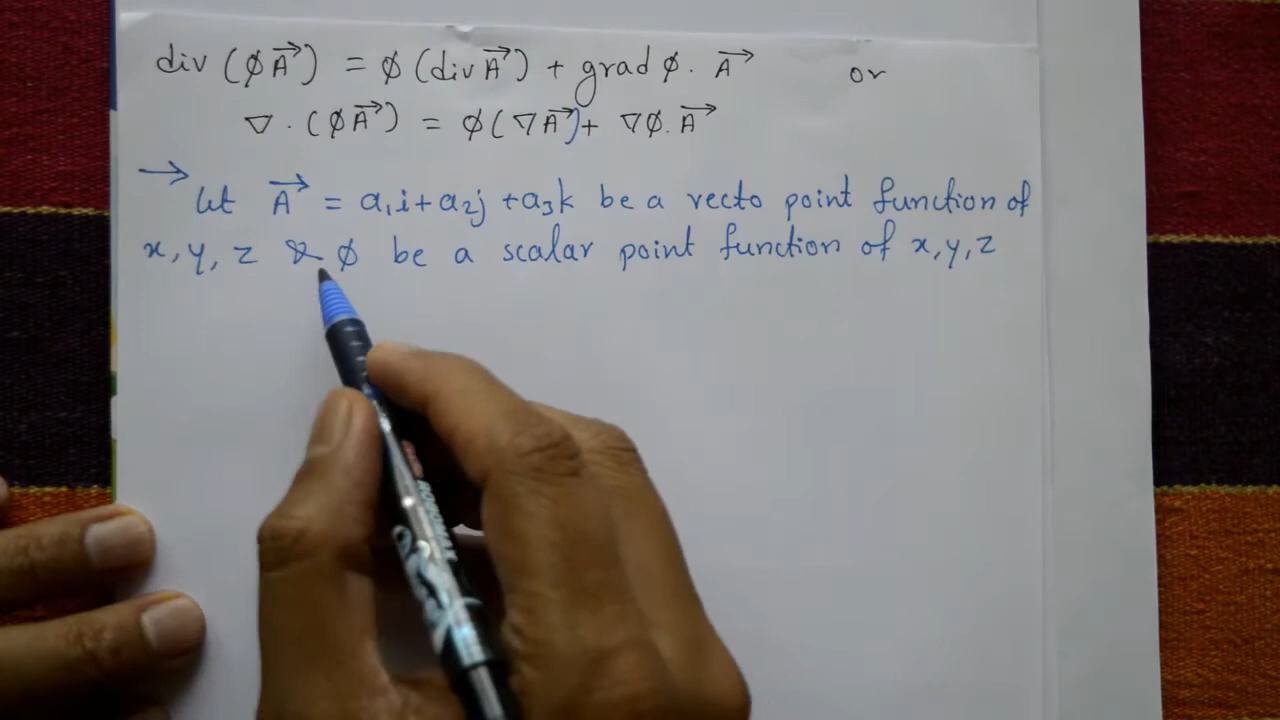 div (φA⃗) = φ (div A⃗) + grad φ. A⃗ or
∇ . (φA⃗) = φ(∇A⃗) + ∇φ. A⃗
→ let A⃗ = a₁i + a₂j + a₃k be a vecto point function of
x, y, z & φ be a scalar point function of x, y, z